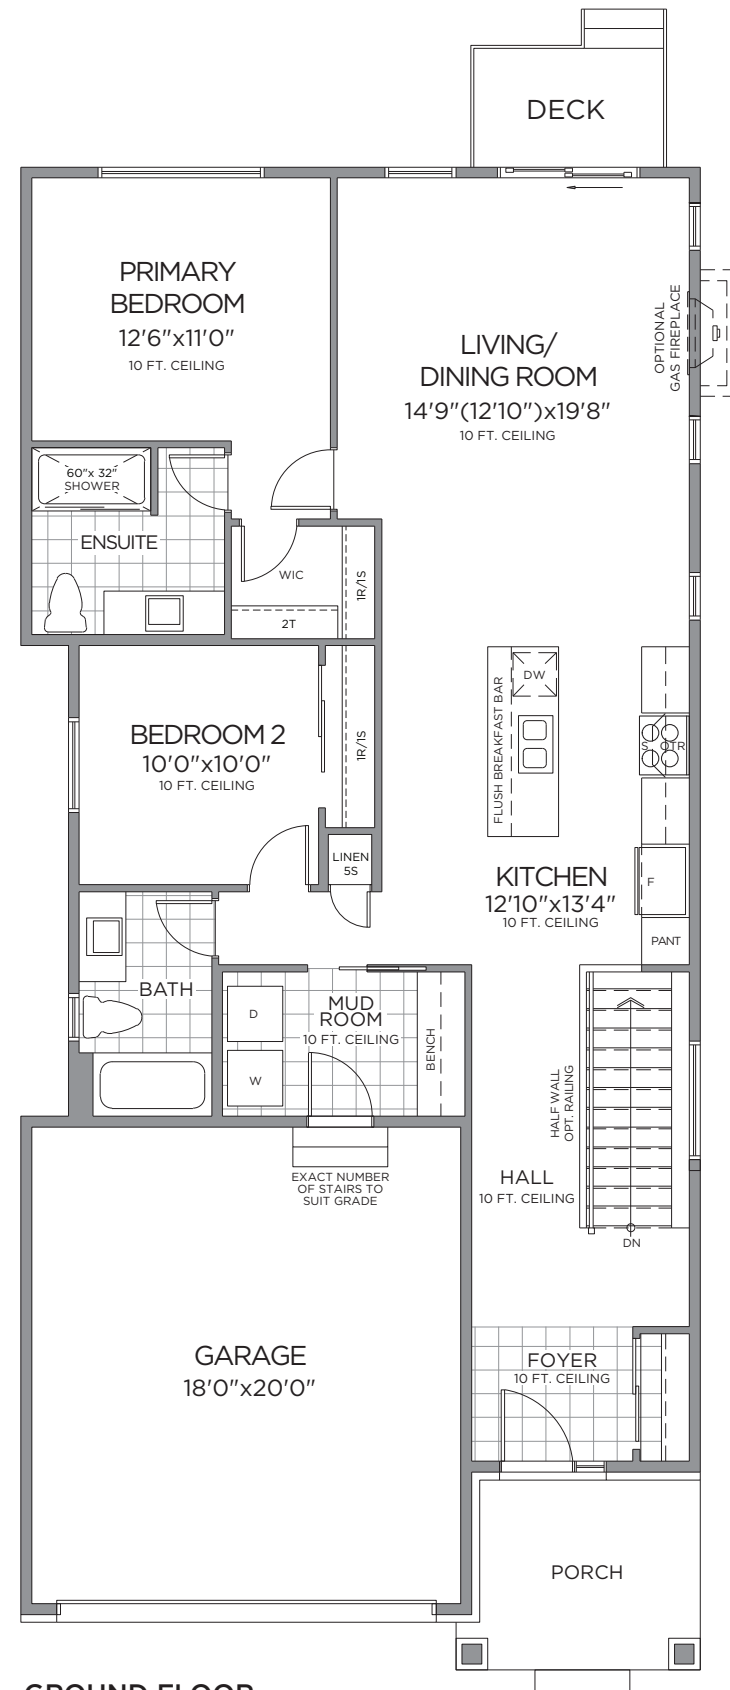 DECK
PRIMARY
BEDROOM
12'6"x11'0"
10 FT. CEILING
LIVING/
DINING ROOM
14'9"(12'10")x19'8"
10 FT. CEILING
OPTIONAL
GAS FIREPLACE
60"x 32"
SHOWER
ENSUITE
WIC
1R/1S
2T
BEDROOM 2
10'0"x10'0"
10 FT. CEILING
1R/1S
LINEN
5S
FLUSH BREAKFAST BAR
DW
S OTR
KITCHEN
12'10"x13'4"
10 FT. CEILING
F
PANT
BATH
D
W
MUD
ROOM
10 FT. CEILING
BENCH
HALF WALL
OPT. RAILING
HALL
10 FT. CEILING
DN
EXACT NUMBER
OF STAIRS TO
SUIT GRADE
GARAGE
18'0"x20'0"
FOYER
10 FT. CEILING
PORCH
GROUND FLOOR